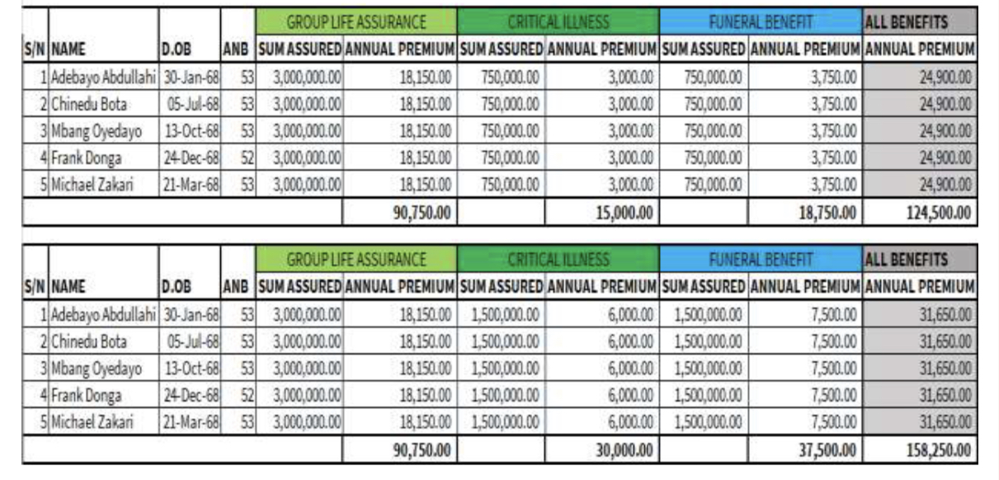 GROUP LIFE ASSURANCE CRITICAL ILLNESS FUNERAL BENEFIT ALL BENEFITS
S/N NAME D.OB ANB SUM ASSURED ANNUAL PREMIUM SUM ASSURED ANNUAL PREMIUM SUM ASSURED ANNUAL PREMIUM ANNUAL PREMIUM
1 Adebayo Abdullahi 30-Jan-68 53 3,000,000.00 18,150.00 750,000.00 3,000.00 750,000.00 3,750.00 24,900.00
2 Chinedu Bota 05-Jul-68 53 3,000,000.00 18,150.00 750,000.00 3,000.00 750,000.00 3,750.00 24,900.00
3 Mbang Oyedayo 13-Oct-68 53 3,000,000.00 18,150.00 750,000.00 3,000.00 750,000.00 3,750.00 24,900.00
4 Frank Donga 24-Dec-68 52 3,000,000.00 18,150.00 750,000.00 3,000.00 750,000.00 3,750.00 24,900.00
5 Michael Zakari 21-Mar-68 53 3,000,000.00 18,150.00 750,000.00 3,000.00 750,000.00 3,750.00 24,900.00
90,750.00 15,000.00 18,750.00 124,500.00
GROUP LIFE ASSURANCE CRITICAL ILLNESS FUNERAL BENEFIT ALL BENEFITS
S/N NAME D.OB ANB SUM ASSURED ANNUAL PREMIUM SUM ASSURED ANNUAL PREMIUM SUM ASSURED ANNUAL PREMIUM ANNUAL PREMIUM
1 Adebayo Abdullahi 30-Jan-68 53 3,000,000.00 18,150.00 1,500,000.00 6,000.00 1,500,000.00 7,500.00 31,650.00
2 Chinedu Bota 05-Jul-68 53 3,000,000.00 18,150.00 1,500,000.00 6,000.00 1,500,000.00 7,500.00 31,650.00
3 Mbang Oyedayo 13-Oct-68 53 3,000,000.00 18,150.00 1,500,000.00 6,000.00 1,500,000.00 7,500.00 31,650.00
4 Frank Donga 24-Dec-68 52 3,000,000.00 18,150.00 1,500,000.00 6,000.00 1,500,000.00 7,500.00 31,650.00
5 Michael Zakari 21-Mar-68 53 3,000,000.00 18,150.00 1,500,000.00 6,000.00 1,500,000.00 7,500.00 31,650.00
90,750.00 30,000.00 37,500.00 158,250.00